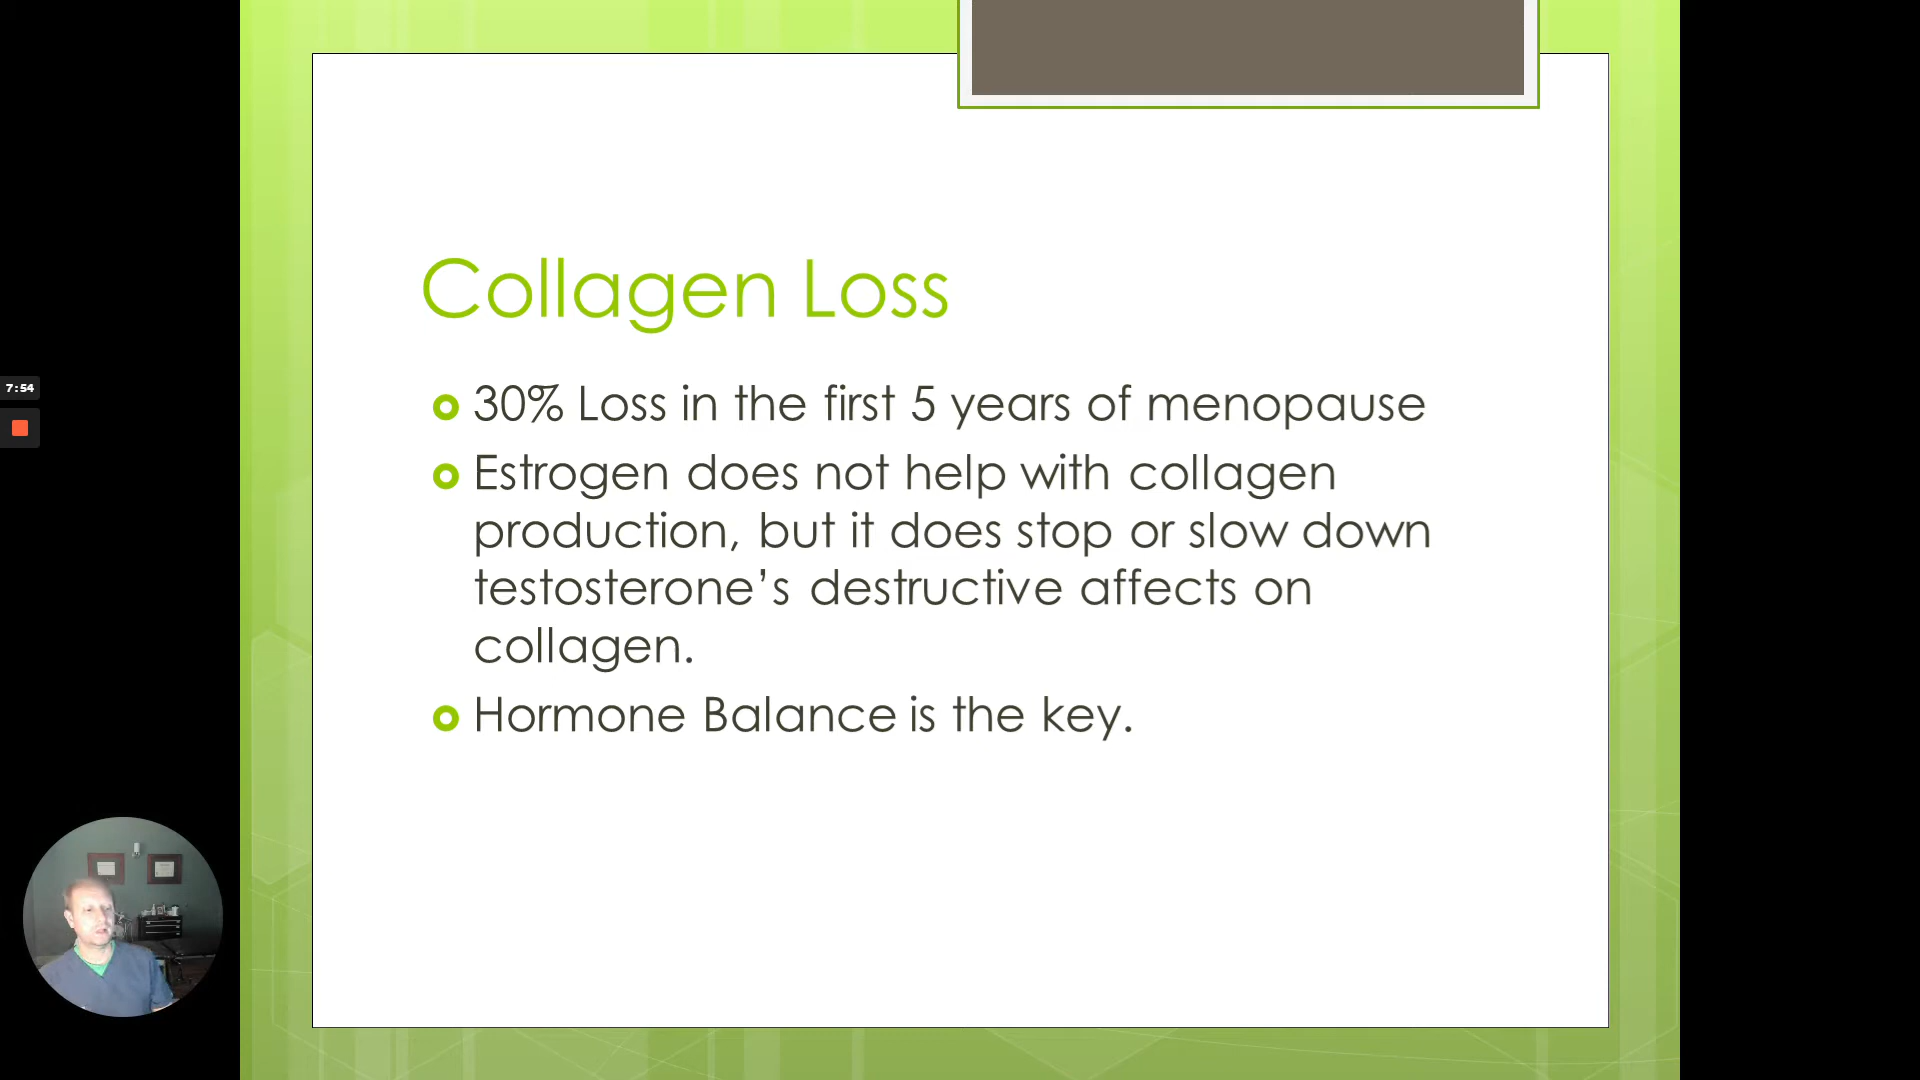 Collagen Loss
30% Loss in the first 5 years of menopause
Estrogen does not help with collagen
production, but it does stop or slow down
testosterone’s destructive affects on
collagen.
Hormone Balance is the key.
7:54